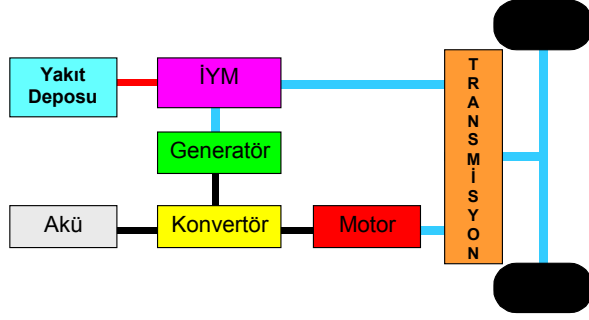 Yakıt
Deposu
İYM
Generatör
Akü
Konvertör
Motor
T
R
A
N
S
M
İ
S
Y
O
N